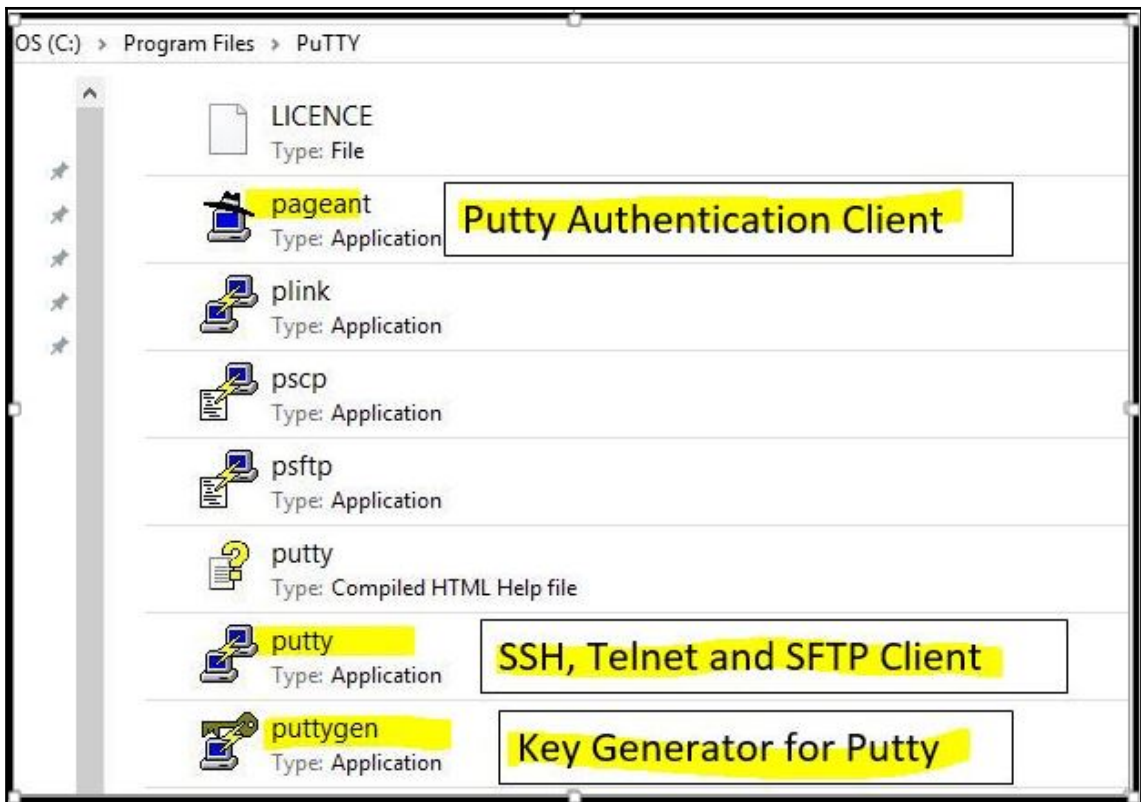 OS (C:) > Program Files > PuTTY
LICENCE
Type: File
pageant
Type: Application
Putty Authentication Client
plink
Type: Application
pscp
Type: Application
psftp
Type: Application
putty
Type: Compiled HTML Help file
putty
Type: Application
SSH, Telnet and SFTP Client
puttygen
Type: Application
Key Generator for Putty